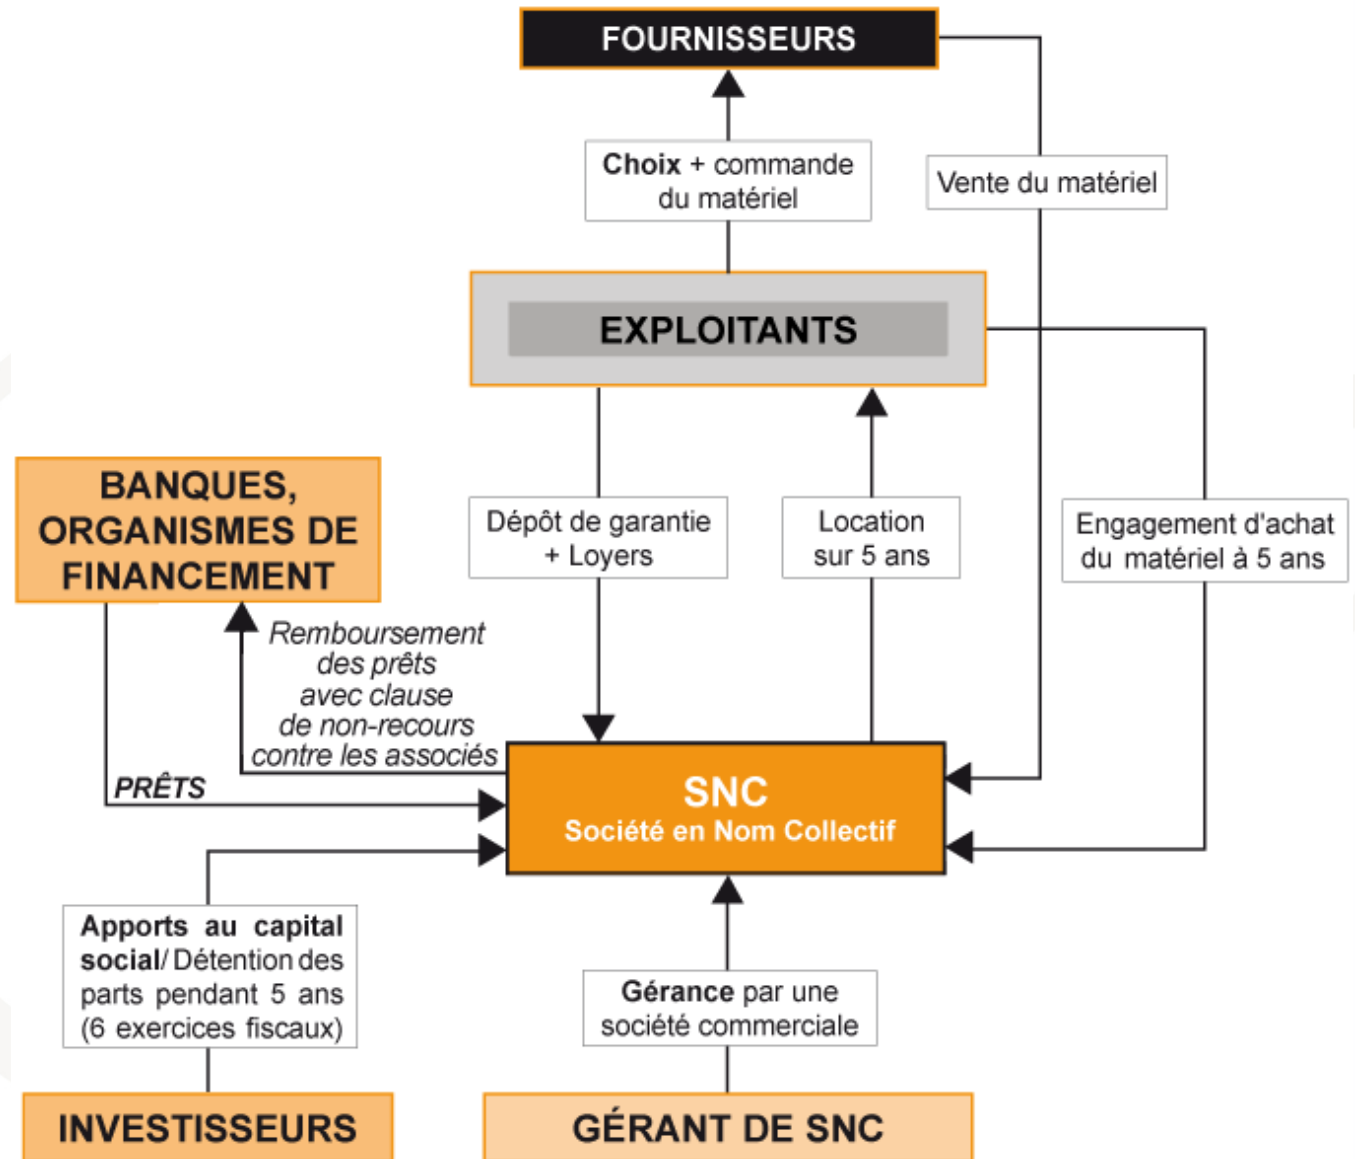 FOURNISSEURS
Choix + commande
du matériel
Vente du matériel
EXPLOITANTS
BANQUES,
ORGANISMES DE
FINANCEMENT
Dépôt de garantie
+ Loyers
Location
sur 5 ans
Engagement d'achat
du matériel à 5 ans
Remboursement
des prêts
avec clause
de non-recours
contre les associés
PRÊTS
SNC
Société en Nom Collectif
Apports au capital
social/ Détention des
parts pendant 5 ans
(6 exercices fiscaux)
Gérance par une
société commerciale
INVESTISSEURS
GÉRANT DE SNC